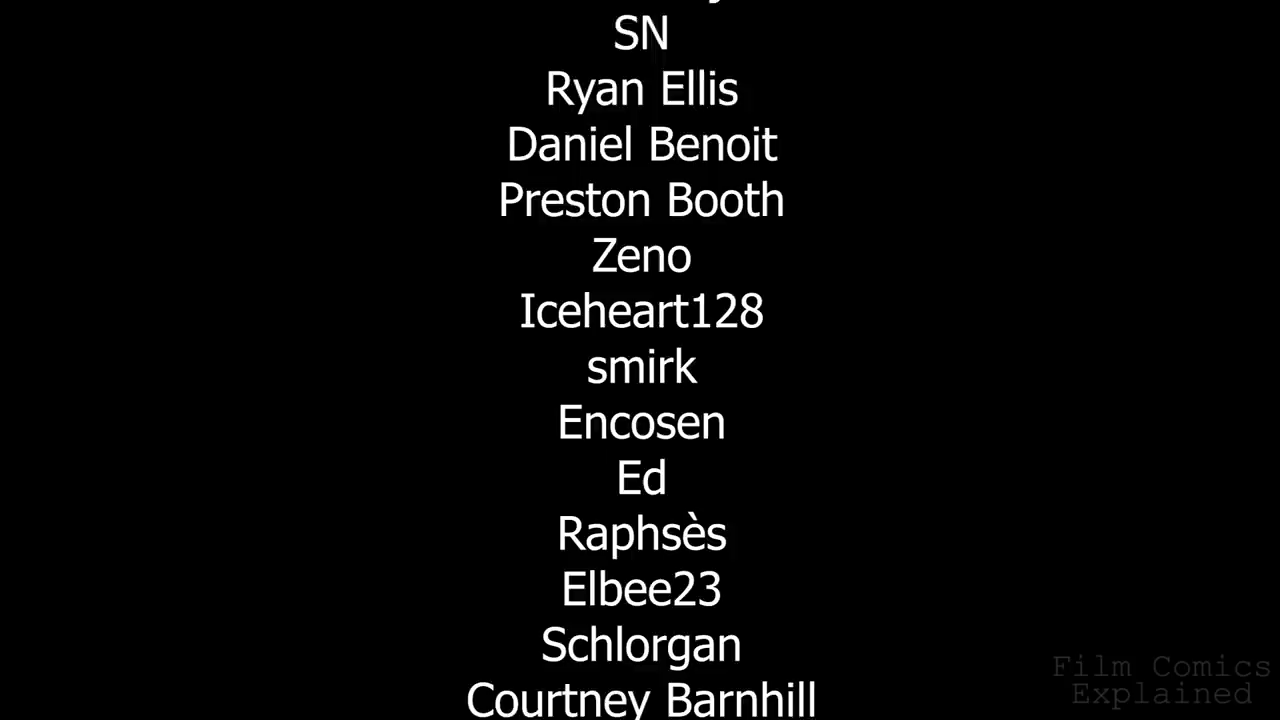 SN
Ryan Ellis
Daniel Benoit
Preston Booth
Zeno
Iceheart128
smirk
Encosen
Ed
Raphsès
Elbee23
Schlorgan
Courtney Barnhill
Film Comics
Explained